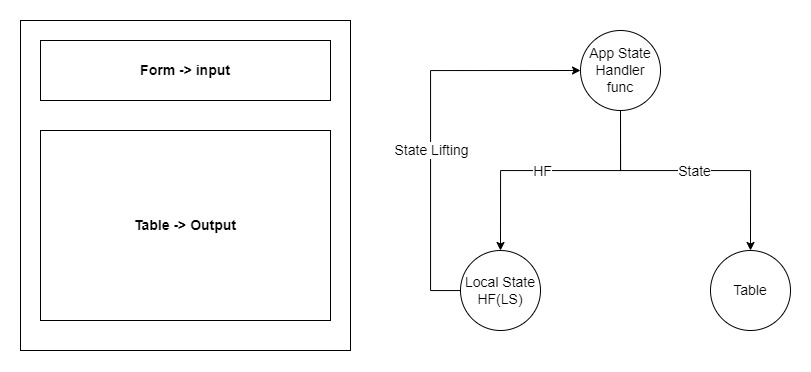 Form -> input
Table -> Output
App State
Handler
func
State Lifting
HF
State
Local State
HF(LS)
Table